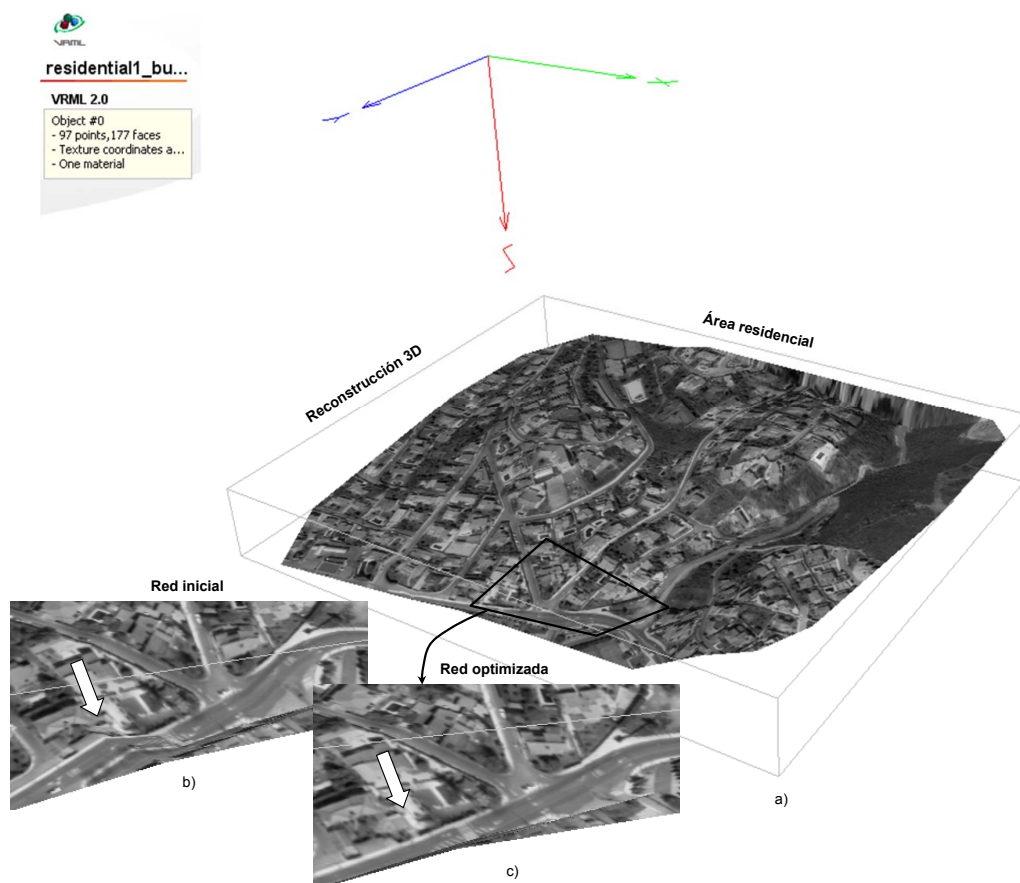 VRML
residential1_bu...
VRML 2.0
Object #0
- 97 points,177 faces
- Texture coordinates a...
- One material
Y
X
Z
Área residencial
Reconstrucción 3D
Red inicial
Red optimizada
b)
a)
c)